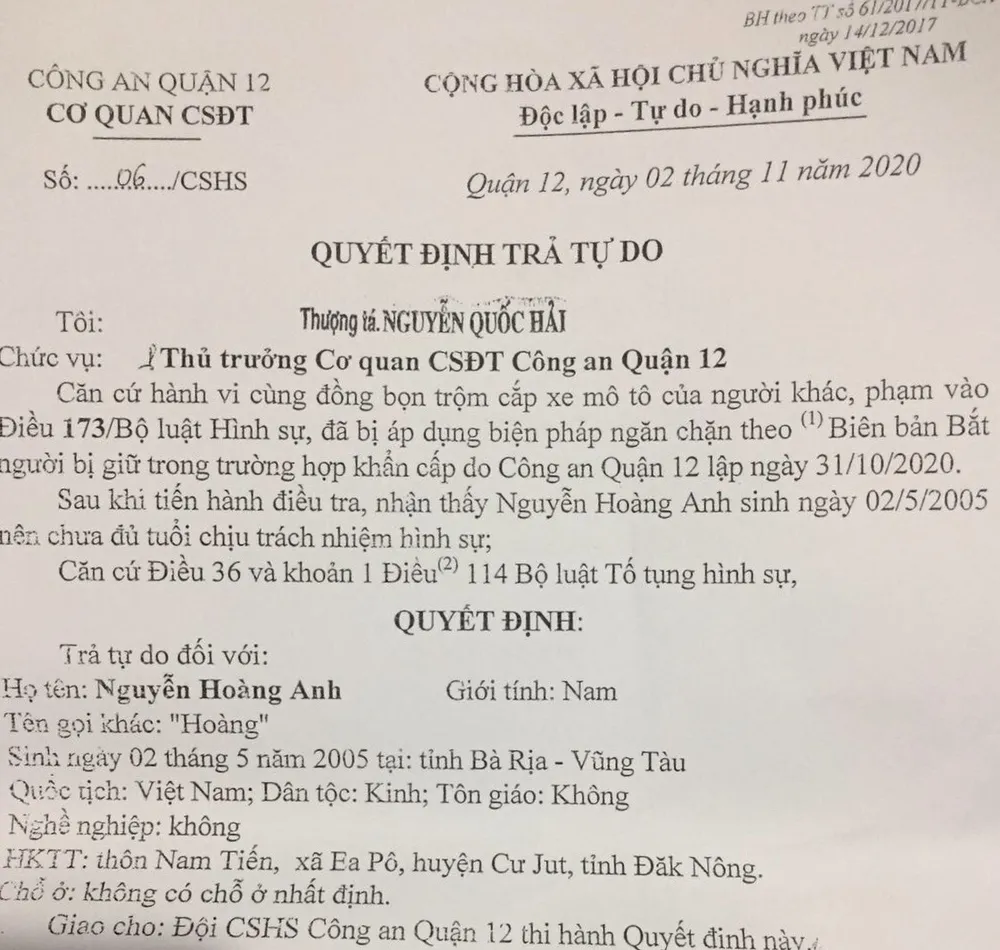 BH theo TT số 61/2017/TT-BCA
ngày 14/12/2017
CÔNG AN QUẬN 12
CƠ QUAN CSĐT
CỘNG HÒA XÃ HỘI CHỦ NGHĨA VIỆT NAM
Độc lập - Tự do - Hạnh phúc
Số: .....06..../CSHS
Quận 12, ngày 02 tháng 11 năm 2020
QUYẾT ĐỊNH TRẢ TỰ DO
Tôi: Thượng tá. NGUYỄN QUỐC HẢI
Chức vụ: Thủ trưởng Cơ quan CSĐT Công an Quận 12
Căn cứ hành vi cùng đồng bọn trộm cắp xe mô tô của người khác, phạm vào
Điều 173/Bộ luật Hình sự, đã bị áp dụng biện pháp ngăn chặn theo (1) Biên bản Bắt
người bị giữ trong trường hợp khẩn cấp do Công an Quận 12 lập ngày 31/10/2020.
Sau khi tiến hành điều tra, nhận thấy Nguyễn Hoàng Anh sinh ngày 02/5/2005
nên chưa đủ tuổi chịu trách nhiệm hình sự;
Căn cứ Điều 36 và khoản 1 Điều(2) 114 Bộ luật Tố tụng hình sự,
QUYẾT ĐỊNH:
Trả tự do đối với:
Họ tên: Nguyễn Hoàng Anh Giới tính: Nam
Tên gọi khác: "Hoàng"
Sinh ngày 02 tháng 5 năm 2005 tại: tỉnh Bà Rịa - Vũng Tàu
Quốc tịch: Việt Nam; Dân tộc: Kinh; Tôn giáo: Không
Nghề nghiệp: không
HKTT: thôn Nam Tiến, xã Ea Pô, huyện Cư Jut, tỉnh Đăk Nông.
Chỗ ở: không có chỗ ở nhất định.
Giao cho: Đội CSHS Công an Quận 12 thi hành Quyết định này./.